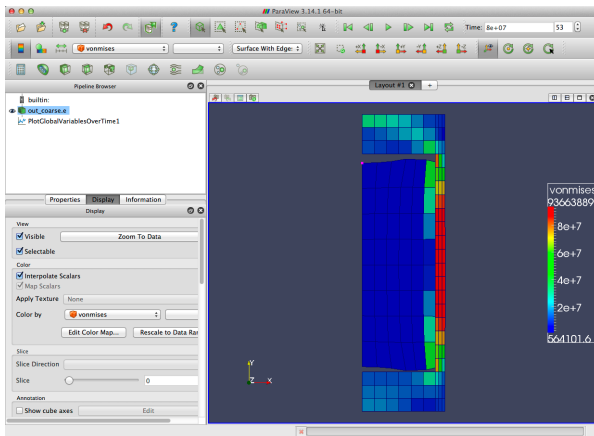 ParaView 3.14.1 64-bit
Time: 8e+07
53
vonmises
Surface With Edges
Pipeline Browser
builtin:
out_coarse.e
PlotGlobalVariablesOverTime1
Layout #1
+
Properties
Display
Information
Display
View
Visible
Zoom To Data
Selectable
Color
Interpolate Scalars
Map Scalars
Apply Texture
None
Color by
vonmises
Edit Color Map...
Rescale to Data Ran
Slice
Slice Direction
Slice
0
Annotation
Show cube axes
Edit
vonmises
93663889
8e+7
6e+7
4e+7
2e+7
564101.6
Y
Z
X